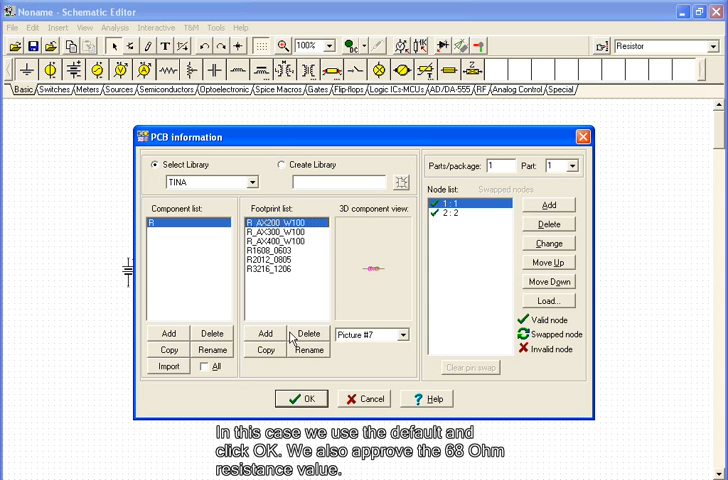 Noname - Schematic Editor
File Edit Insert View Analysis Interactive T&M Tools Help
100% Resistor
Basic Switches Meters Sources Semiconductors Optoelectronic Spice Macros Gates Flip-flops Logic ICs-MCUs AD/DA-555 RF Analog Control Special
PCB information
Select Library Create Library
TINA
Parts/package: 1 Part: 1
Component list: Footprint list: 3D component view:
Node list: Swapped nodes
R
R_AX200_W100
R_AX300_W100
R_AX400_W100
R1608_0603
R2012_0805
R3216_1206
1 : 1
2 : 2
Add
Delete
Change
Move Up
Move Down
Load...
Valid node
Swapped node
Invalid node
Add Delete Add Delete Picture #7
Copy Rename Copy Rename
Import All
Clear pin swap
OK Cancel Help
In this case we use the default and
click OK. We also approve the 68 Ohm
resistance value.